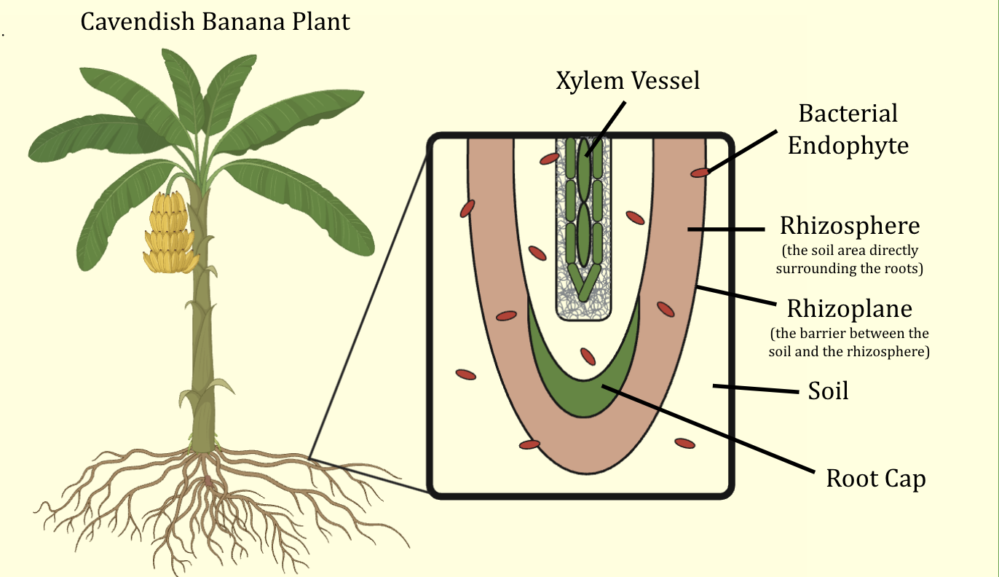 Cavendish Banana Plant
.
Xylem Vessel
Bacterial
Endophyte
Rhizosphere
(the soil area directly
surrounding the roots)
Rhizoplane
(the barrier between the
soil and the rhizosphere)
Soil
Root Cap